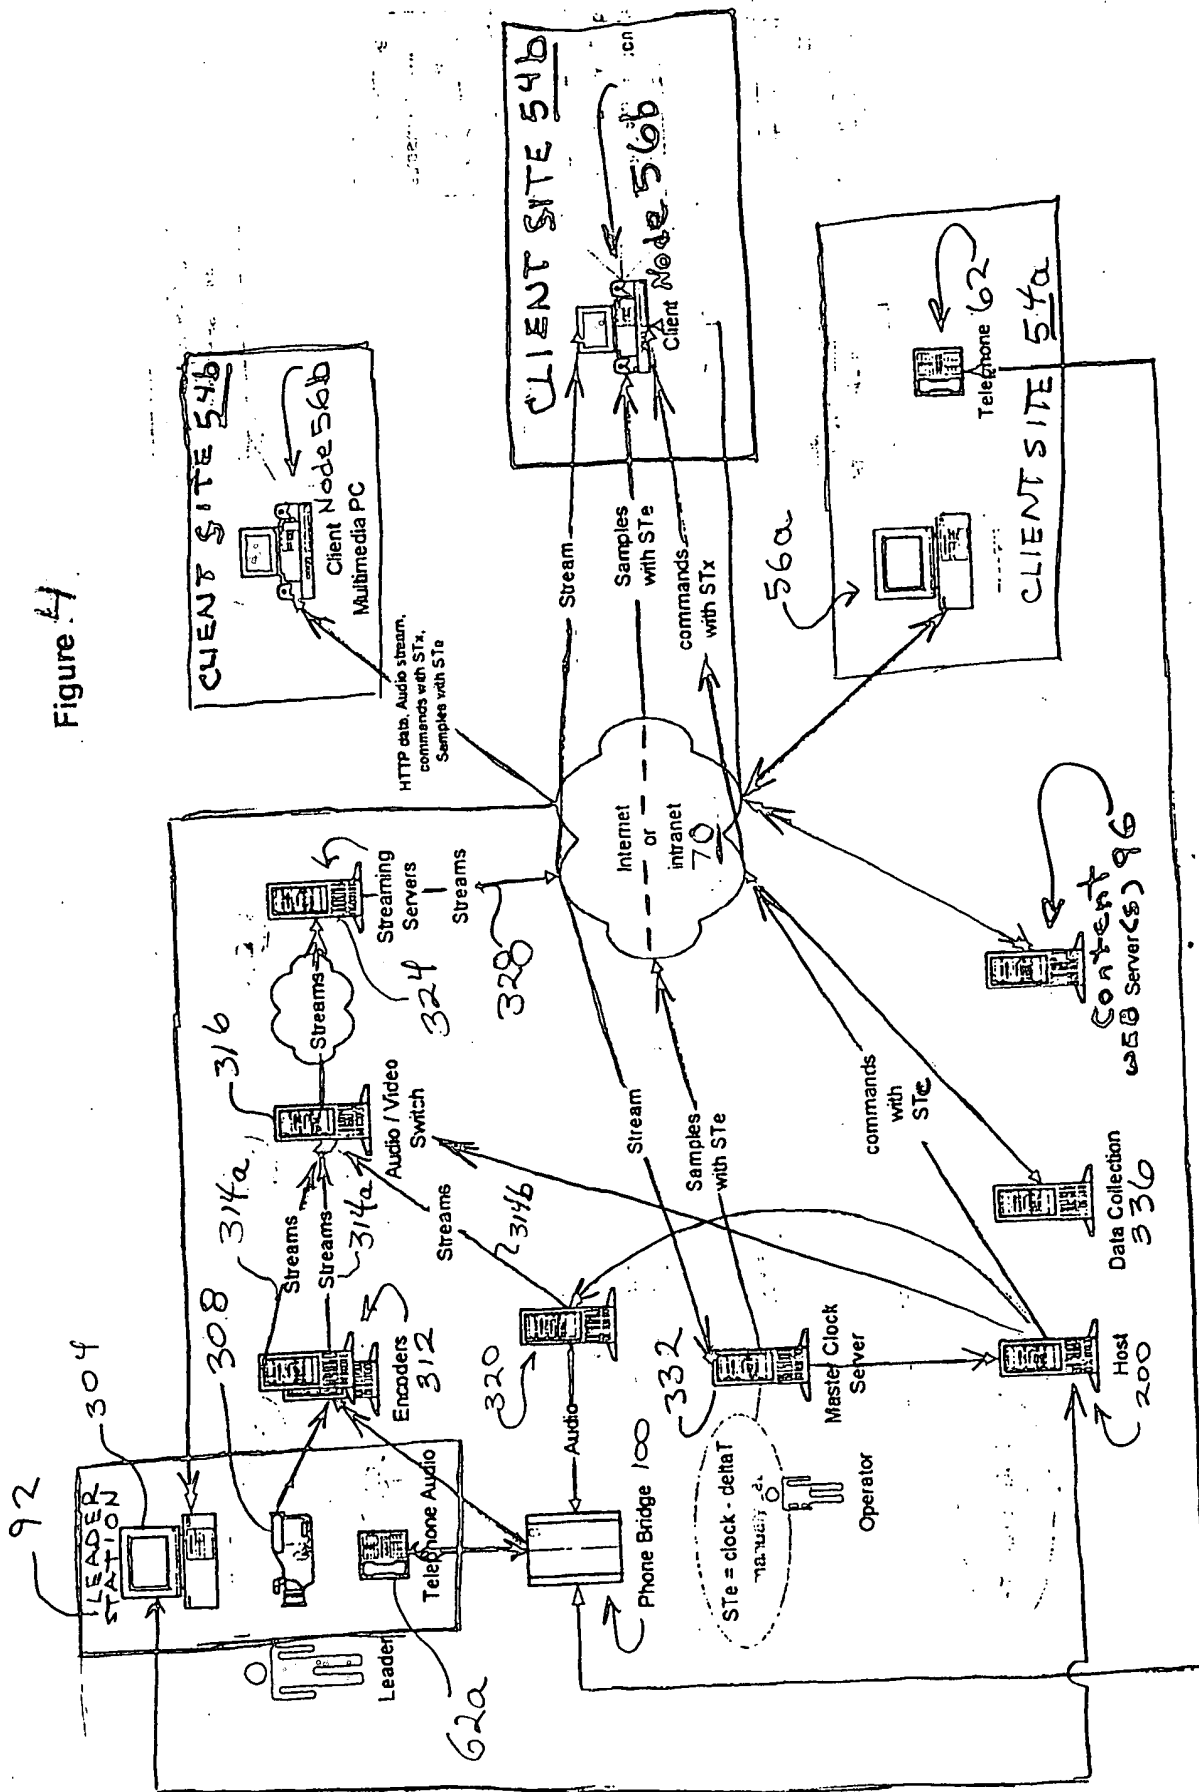 Figure 4
92
304
308
314a
316
LEADER
STATION
Leader
Telephone Audio
62a
Encoders
312
Streams
Streams
314a
Audio / Video
Switch
Streams
324
Streaming
Servers
Streams
328
Streams
314b
320
Audio
Phone Bridge 100
332
Master Clock
Server
STe = clock - deltaT
Operator
Host
200
Data Collection
336
Content
WEB Server(s) 96
commands
with
STc
Samples
with STe
Stream
Internet
or
intranet
70
HTTP data, Audio stream,
commands with STx,
Samples with STe
CLIENT SITE 54b
Client Node 56b
Multimedia PC
Stream
Samples
with STe
commands
with STx
CLIENT SITE 54b
Client Node 56b
56a
Telephone 62
CLIENT SITE 54a